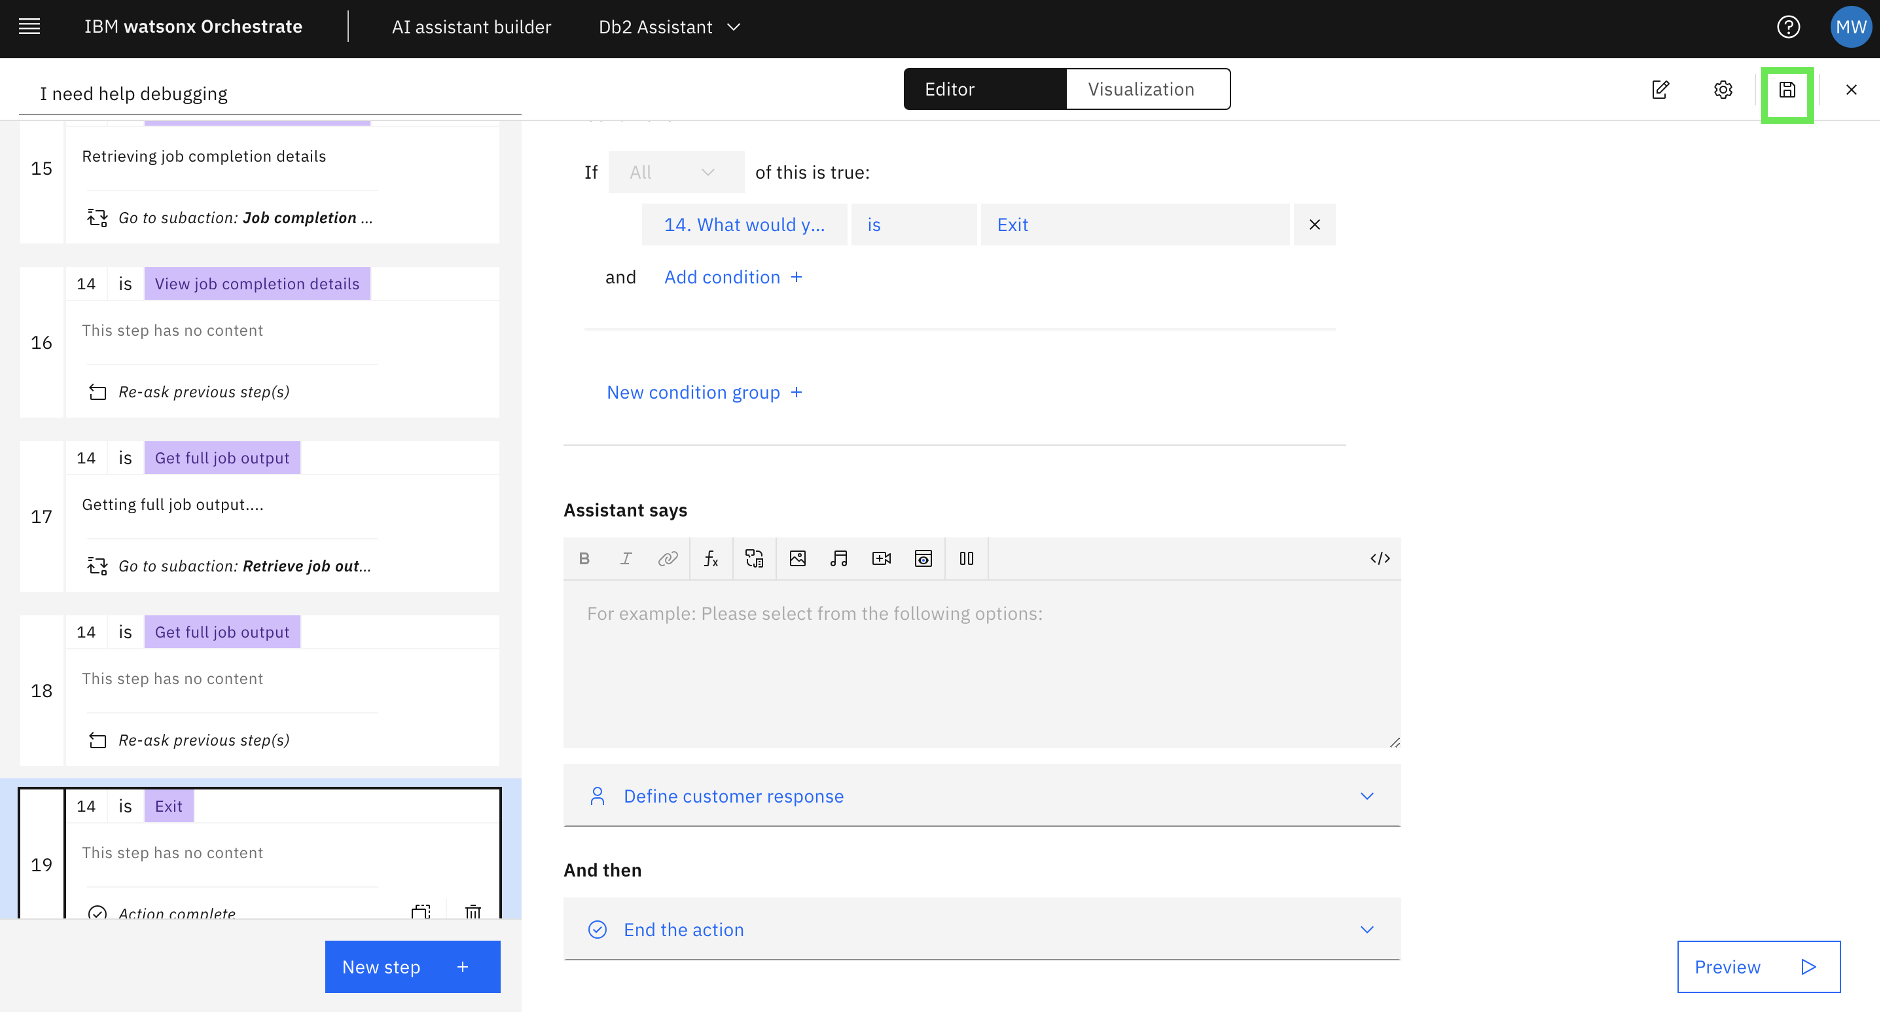 IBM watsonx Orchestrate
AI assistant builder
Db2 Assistant
MW
I need help debugging
Editor
Visualization
15
Retrieving job completion details
Go to subaction: Job completion ...
14 is View job completion details
16
This step has no content
Re-ask previous step(s)
14 is Get full job output
17
Getting full job output....
Go to subaction: Retrieve job out...
14 is Get full job output
18
This step has no content
Re-ask previous step(s)
14 is Exit
19
This step has no content
Action complete
New step +
If All of this is true:
14. What would y... is Exit
and Add condition +
New condition group +
Assistant says
B I fx </>
For example: Please select from the following options:
Define customer response
And then
End the action
Preview